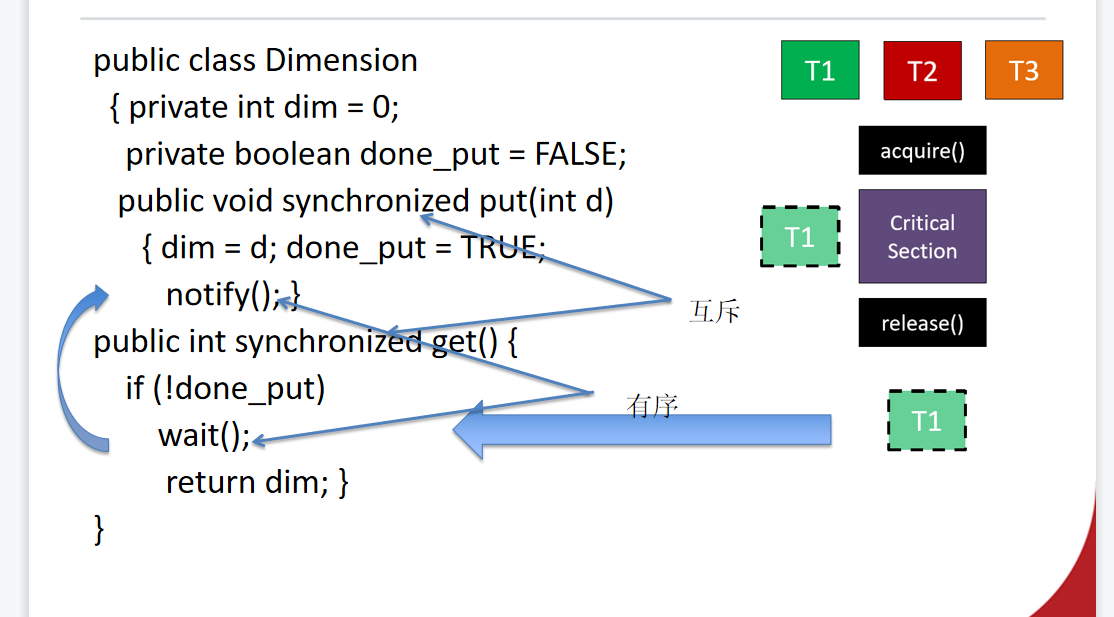 public class Dimension
{ private int dim = 0;
private boolean done_put = FALSE;
public void synchronized put(int d)
{ dim = d; done_put = TRUE;
notify(); }
public int synchronized get() {
if (!done_put)
wait();
return dim; }
}
互斥
有序
T1
T2
T3
acquire()
T1
Critical
Section
release()
T1